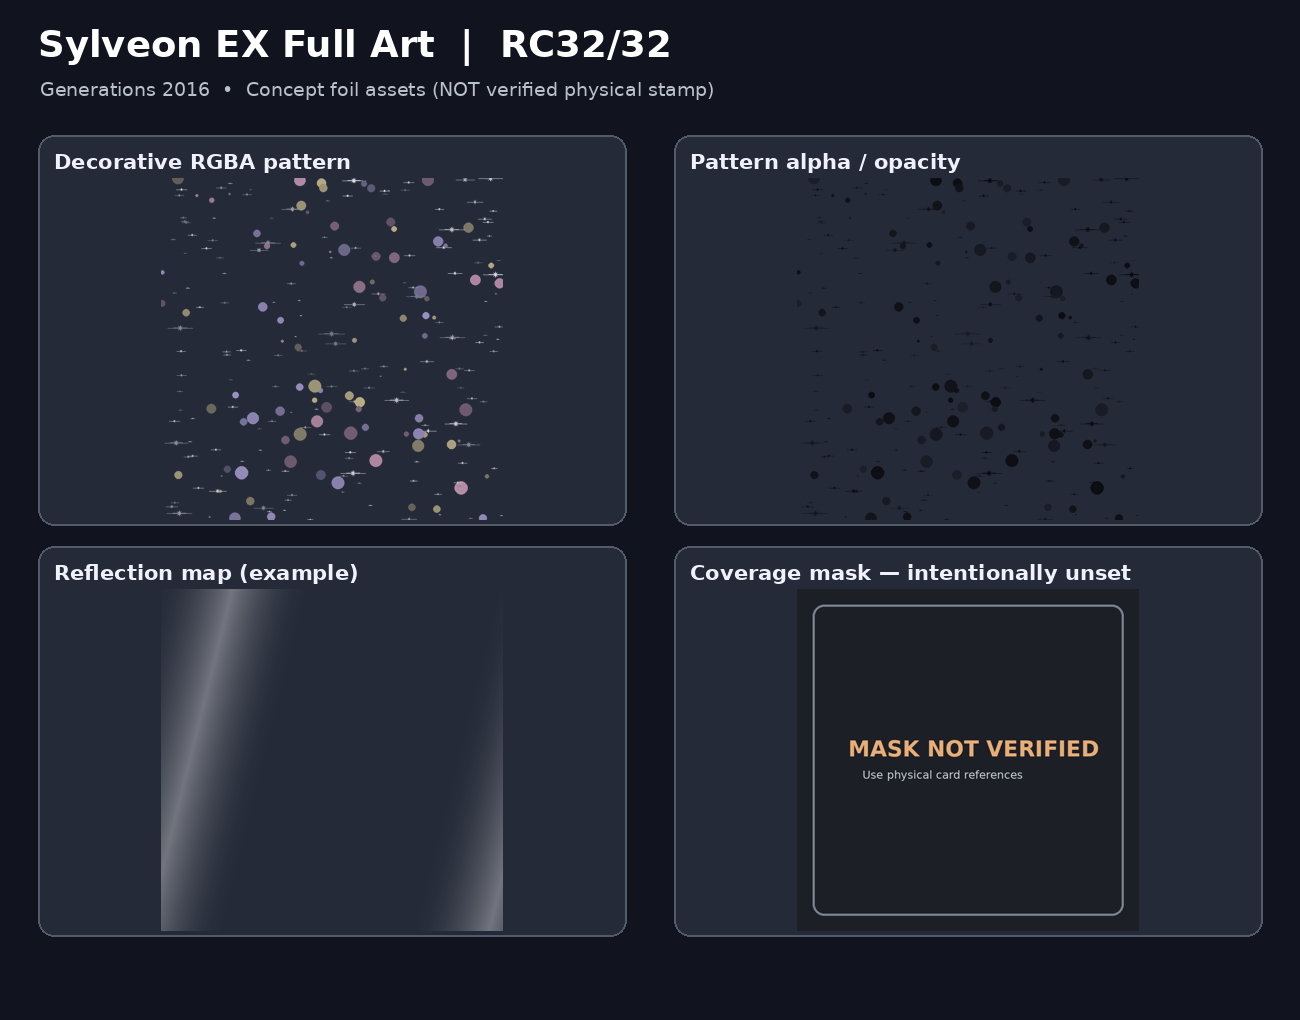 Sylveon EX Full Art | RC32/32
Generations 2016 • Concept foil assets (NOT verified physical stamp)
Decorative RGBA pattern
Pattern alpha / opacity
Reflection map (example)
Coverage mask — intentionally unset
MASK NOT VERIFIED
Use physical card references